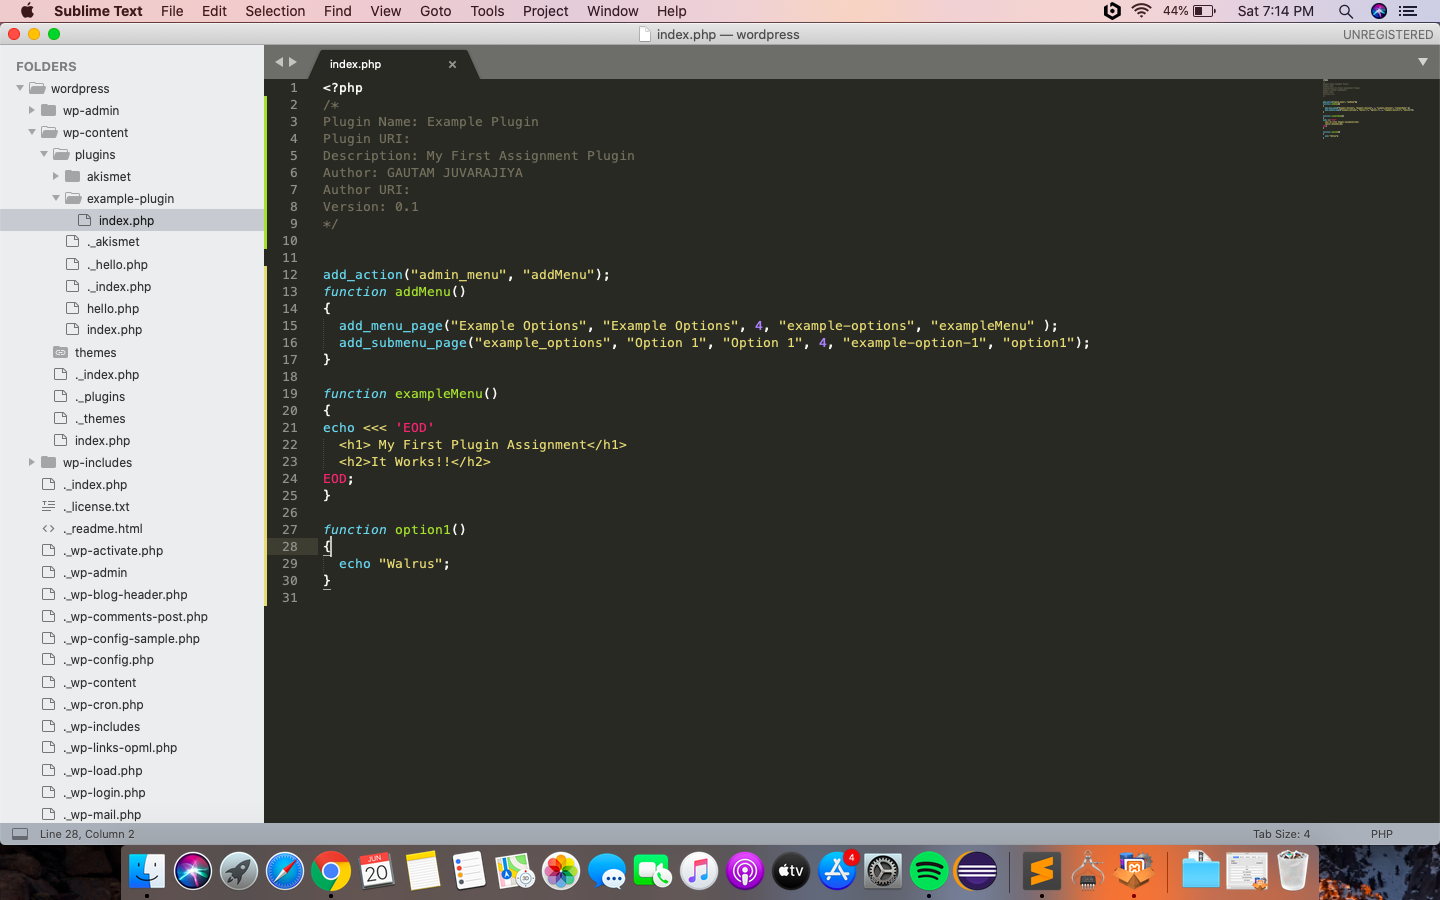 Sublime Text File Edit Selection Find View Goto Tools Project Window Help 44% Sat 7:14 PM
index.php — wordpress UNREGISTERED
FOLDERS
wordpress
wp-admin
wp-content
plugins
akismet
example-plugin
index.php
._akismet
._hello.php
._index.php
hello.php
index.php
themes
._index.php
._plugins
._themes
index.php
wp-includes
._index.php
._license.txt
._readme.html
._wp-activate.php
._wp-admin
._wp-blog-header.php
._wp-comments-post.php
._wp-config-sample.php
._wp-config.php
._wp-content
._wp-cron.php
._wp-includes
._wp-links-opml.php
._wp-load.php
._wp-login.php
._wp-mail.php
index.php ×
1 <?php
2 /*
3 Plugin Name: Example Plugin
4 Plugin URI:
5 Description: My First Assignment Plugin
6 Author: GAUTAM JUVARAJIYA
7 Author URI:
8 Version: 0.1
9 */
10
11
12 add_action("admin_menu", "addMenu");
13 function addMenu()
14 {
15 add_menu_page("Example Options", "Example Options", 4, "example-options", "exampleMenu" );
16 add_submenu_page("example_options", "Option 1", "Option 1", 4, "example-option-1", "option1");
17 }
18
19 function exampleMenu()
20 {
21 echo <<< 'EOD'
22 <h1> My First Plugin Assignment</h1>
23 <h2>It Works!!</h2>
24 EOD;
25 }
26
27 function option1()
28 {
29 echo "Walrus";
30 }
31
Line 28, Column 2 Tab Size: 4 PHP
JUN
20
tv
4